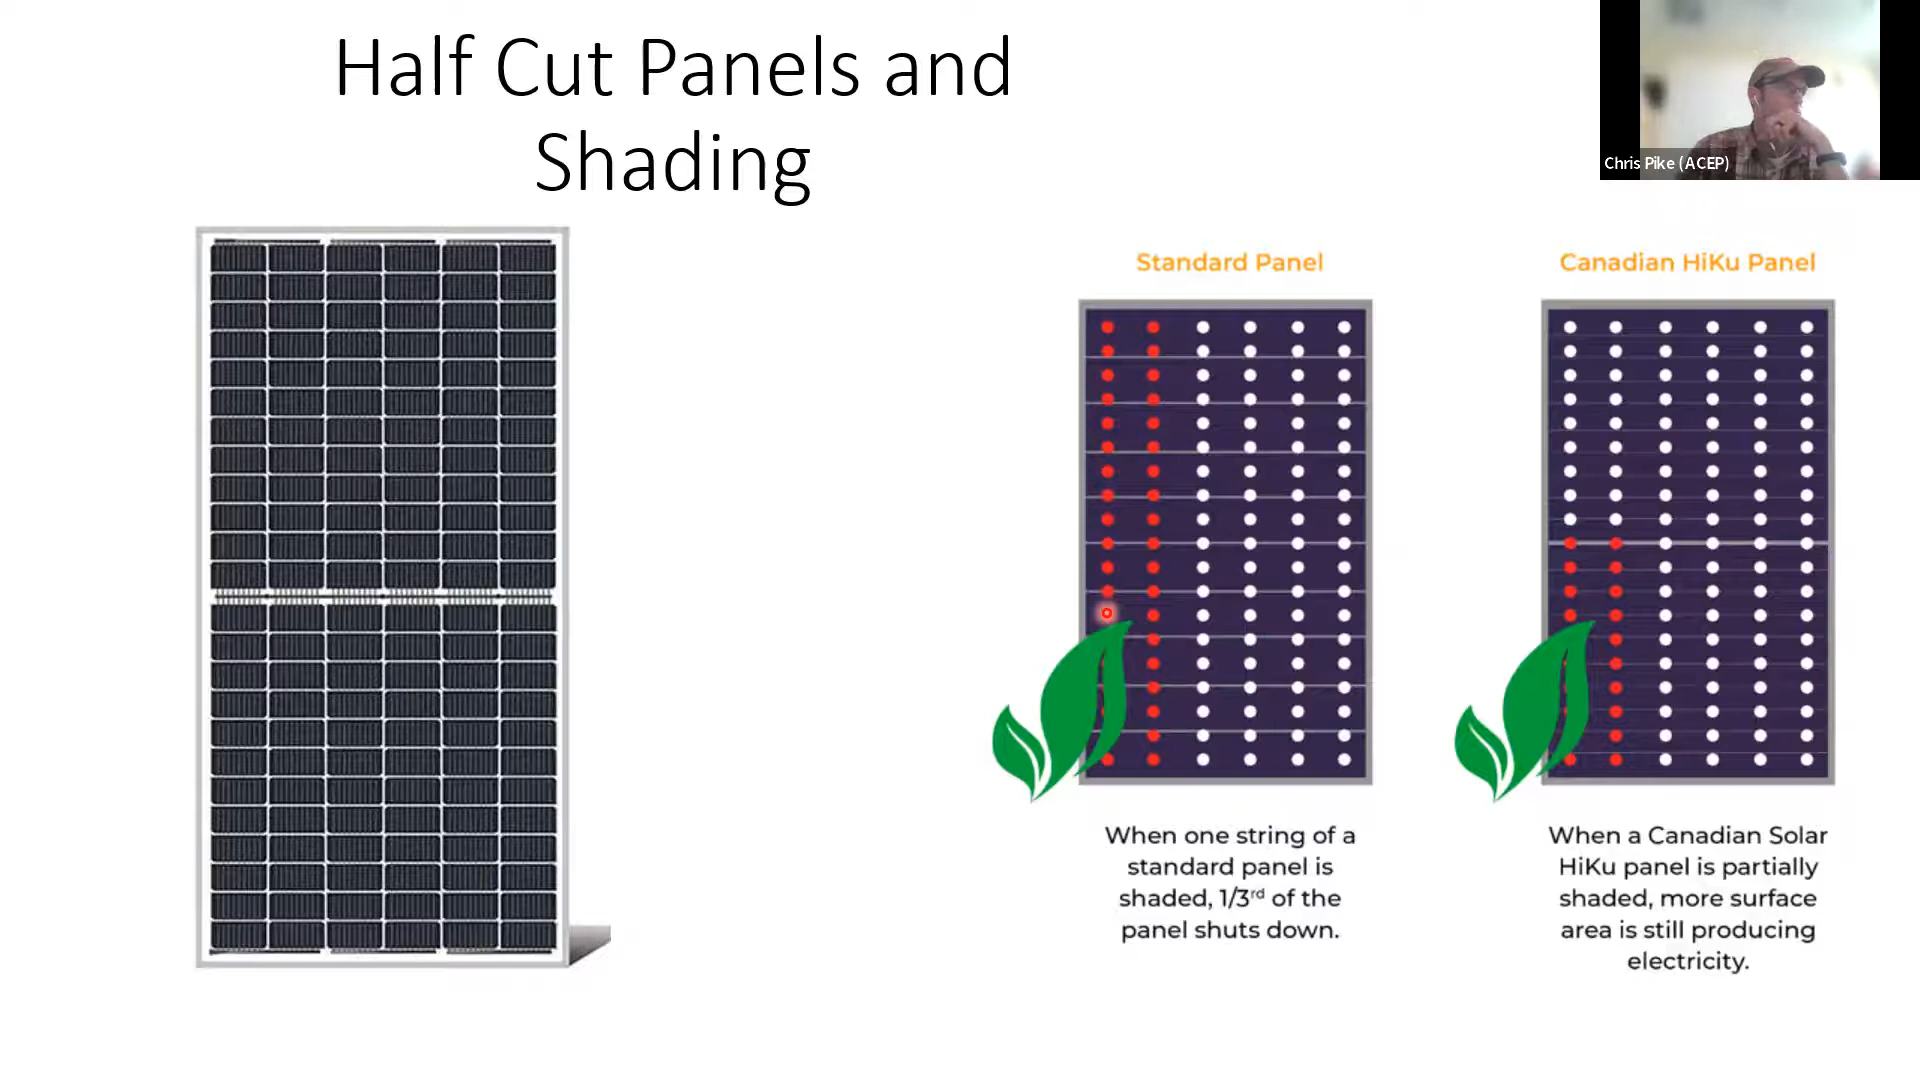 Half Cut Panels and
Shading
Chris Pike (ACEP)
Standard Panel
When one string of a
standard panel is
shaded, 1/3rd of the
panel shuts down.
Canadian HiKu Panel
When a Canadian Solar
HiKu panel is partially
shaded, more surface
area is still producing
electricity.